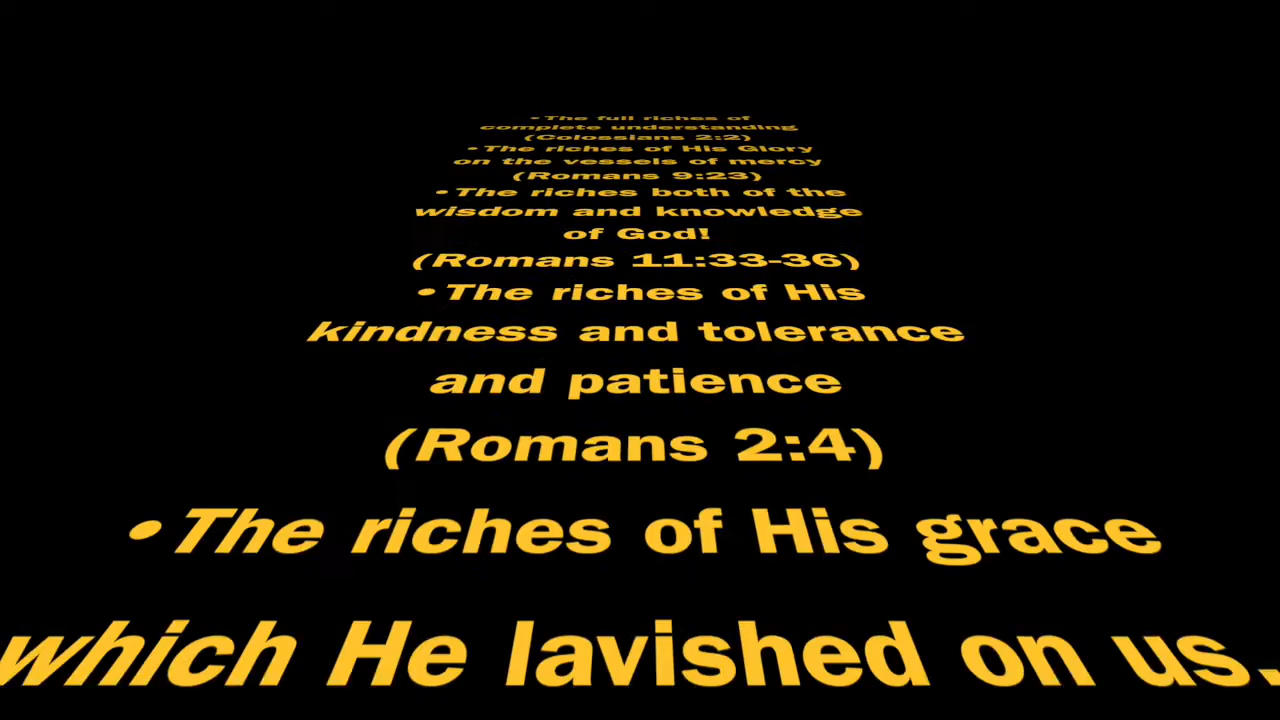 •The full riches of
complete understanding
(Colossians 2:2)
•The riches of His Glory
on the vessels of mercy
(Romans 9:23)
•The riches both of the
wisdom and knowledge
of God!
(Romans 11:33-36)
•The riches of His
kindness and tolerance
and patience
(Romans 2:4)
•The riches of His grace
which He lavished on us.